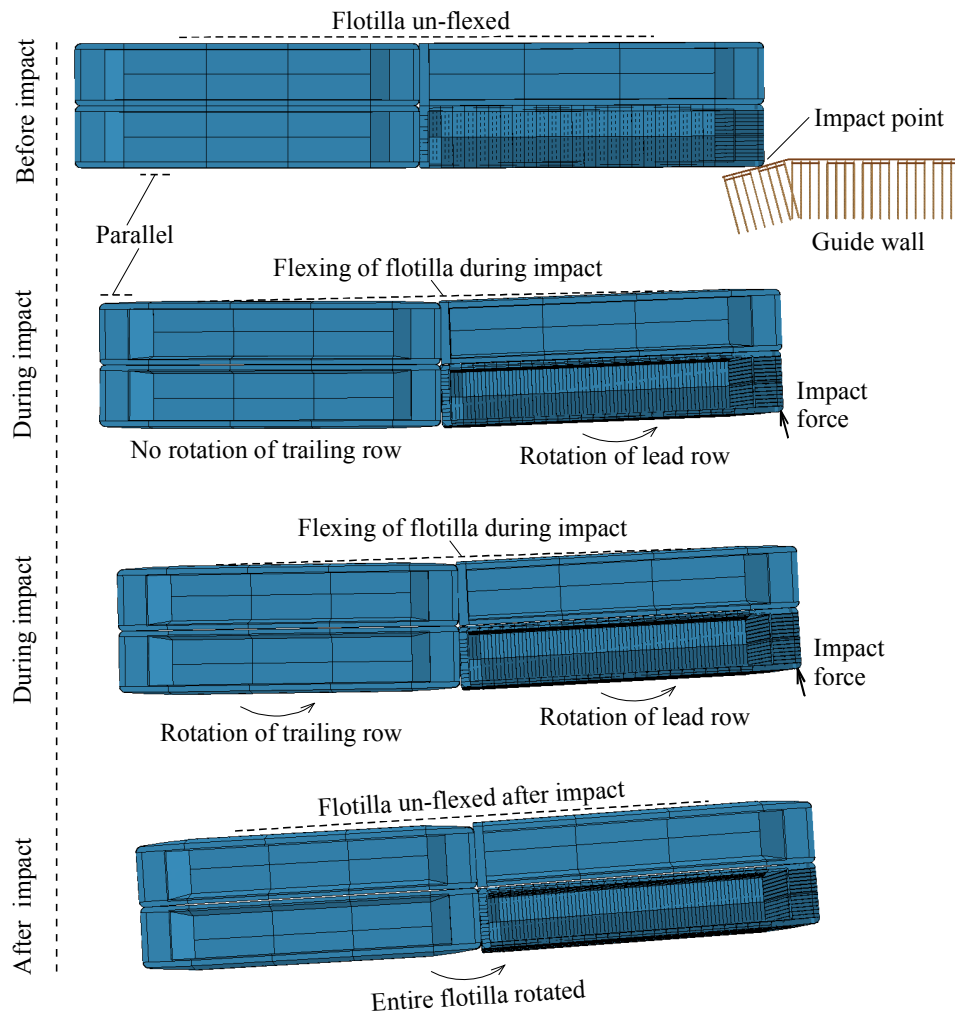 Before impact
Flotilla un-flexed
Impact point
Guide wall
Parallel
During impact
Flexing of flotilla during impact
Impact
force
No rotation of trailing row
Rotation of lead row
During impact
Flexing of flotilla during impact
Impact
force
Rotation of trailing row
Rotation of lead row
After impact
Flotilla un-flexed after impact
Entire flotilla rotated